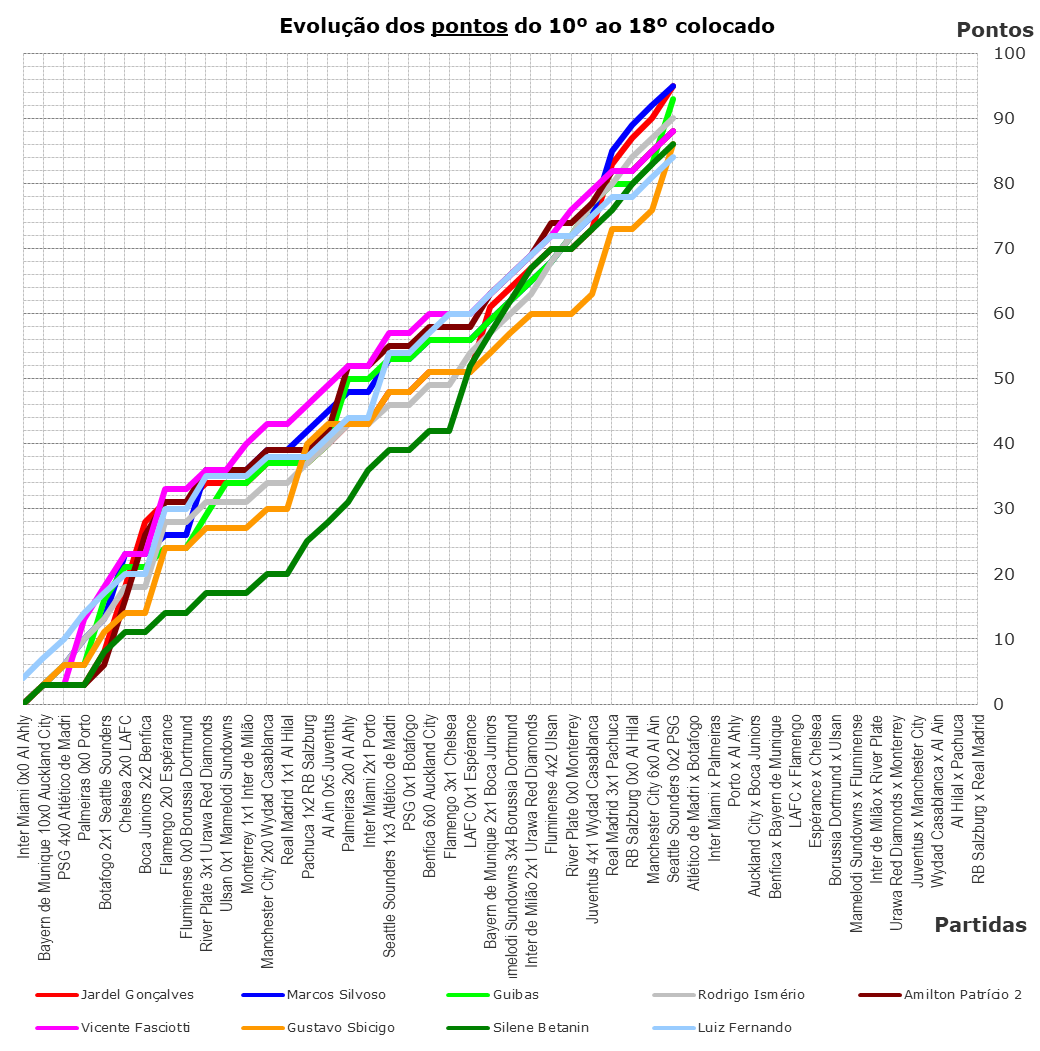 Evolução dos pontos do 10º ao 18º colocado
Pontos
100
90
80
70
60
50
40
30
20
10
0
Inter Miami 0x0 Al Ahly
Bayern de Munique 10x0 Auckland City
PSG 4x0 Atlético de Madri
Palmeiras 0x0 Porto
Botafogo 2x1 Seattle Sounders
Chelsea 2x0 LAFC
Boca Juniors 2x2 Benfica
Flamengo 2x0 Espérance
Fluminense 0x0 Borussia Dortmund
River Plate 3x1 Urawa Red Diamonds
Ulsan 0x1 Mamelodi Sundowns
Monterrey 1x1 Inter de Milão
Manchester City 2x0 Wydad Casablanca
Real Madrid 1x1 Al Hilal
Pachuca 1x2 RB Salzburg
Al Ain 0x5 Juventus
Palmeiras 2x0 Al Ahly
Inter Miami 2x1 Porto
Seattle Sounders 1x3 Atlético de Madri
PSG 0x1 Botafogo
Benfica 6x0 Auckland City
Flamengo 3x1 Chelsea
LAFC 0x1 Espérance
Bayern de Munique 2x1 Boca Juniors
melodi Sundowns 3x4 Borussia Dortmund
Inter de Milão 2x1 Urawa Red Diamonds
Fluminense 4x2 Ulsan
River Plate 0x0 Monterrey
Juventus 4x1 Wydad Casablanca
Real Madrid 3x1 Pachuca
RB Salzburg 0x0 Al Hilal
Manchester City 6x0 Al Ain
Seattle Sounders 0x2 PSG
Atlético de Madri x Botafogo
Inter Miami x Palmeiras
Porto x Al Ahly
Auckland City x Boca Juniors
Benfica x Bayern de Munique
LAFC x Flamengo
Espérance x Chelsea
Borussia Dortmund x Ulsan
Mamelodi Sundowns x Fluminense
Inter de Milão x River Plate
Urawa Red Diamonds x Monterrey
Juventus x Manchester City
Wydad Casablanca x Al Ain
Al Hilal x Pachuca
RB Salzburg x Real Madrid
Partidas
Jardel Gonçalves
Marcos Silvoso
Guibas
Rodrigo Ismério
Amilton Patrício 2
Vicente Fasciotti
Gustavo Sbicigo
Silene Betanin
Luiz Fernando